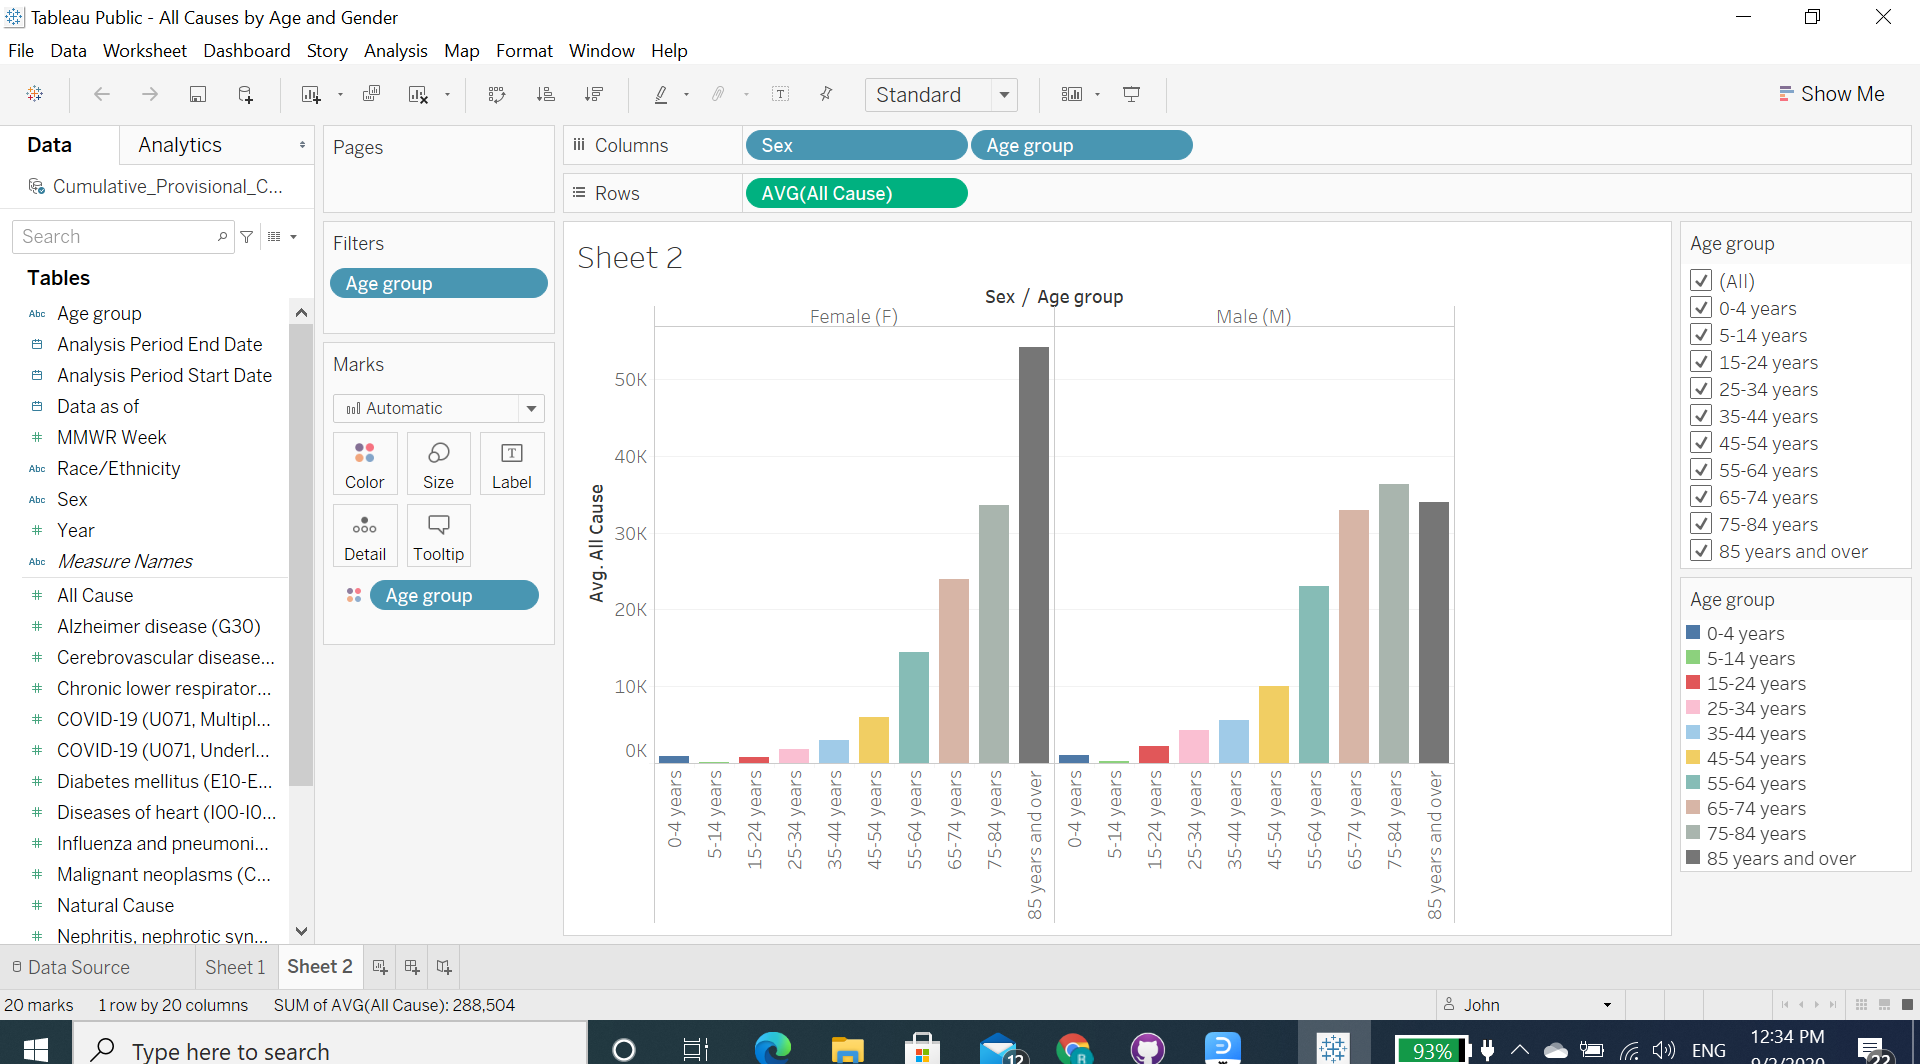 Tableau Public - All Causes by Age and Gender
File Data Worksheet Dashboard Story Analysis Map Format Window Help
Standard
Show Me
Data Analytics
Cumulative_Provisional_C...
Search
Tables
Abc Age group
Analysis Period End Date
Analysis Period Start Date
Data as of
# MMWR Week
Abc Race/Ethnicity
Abc Sex
# Year
Abc Measure Names
# All Cause
# Alzheimer disease (G30)
# Cerebrovascular disease...
# Chronic lower respirator...
# COVID-19 (U071, Multipl...
# COVID-19 (U071, Underl...
# Diabetes mellitus (E10-E...
# Diseases of heart (I00-I0...
# Influenza and pneumoni...
# Malignant neoplasms (C...
# Natural Cause
# Nephritis, nephrotic syn...
Pages
Filters
Age group
Marks
Automatic
Color Size Label
Detail Tooltip
Age group
Columns Sex Age group
Rows AVG(All Cause)
Sheet 2
Sex / Age group
Female (F) Male (M)
Avg. All Cause
50K
40K
30K
20K
10K
0K
0-4 years
5-14 years
15-24 years
25-34 years
35-44 years
45-54 years
55-64 years
65-74 years
75-84 years
85 years and over
0-4 years
5-14 years
15-24 years
25-34 years
35-44 years
45-54 years
55-64 years
65-74 years
75-84 years
85 years and over
Age group
(All)
0-4 years
5-14 years
15-24 years
25-34 years
35-44 years
45-54 years
55-64 years
65-74 years
75-84 years
85 years and over
Age group
0-4 years
5-14 years
15-24 years
25-34 years
35-44 years
45-54 years
55-64 years
65-74 years
75-84 years
85 years and over
Data Source Sheet 1 Sheet 2
20 marks 1 row by 20 columns SUM of AVG(All Cause): 288,504
John
Type here to search
12
R
93%
ENG
12:34 PM
22